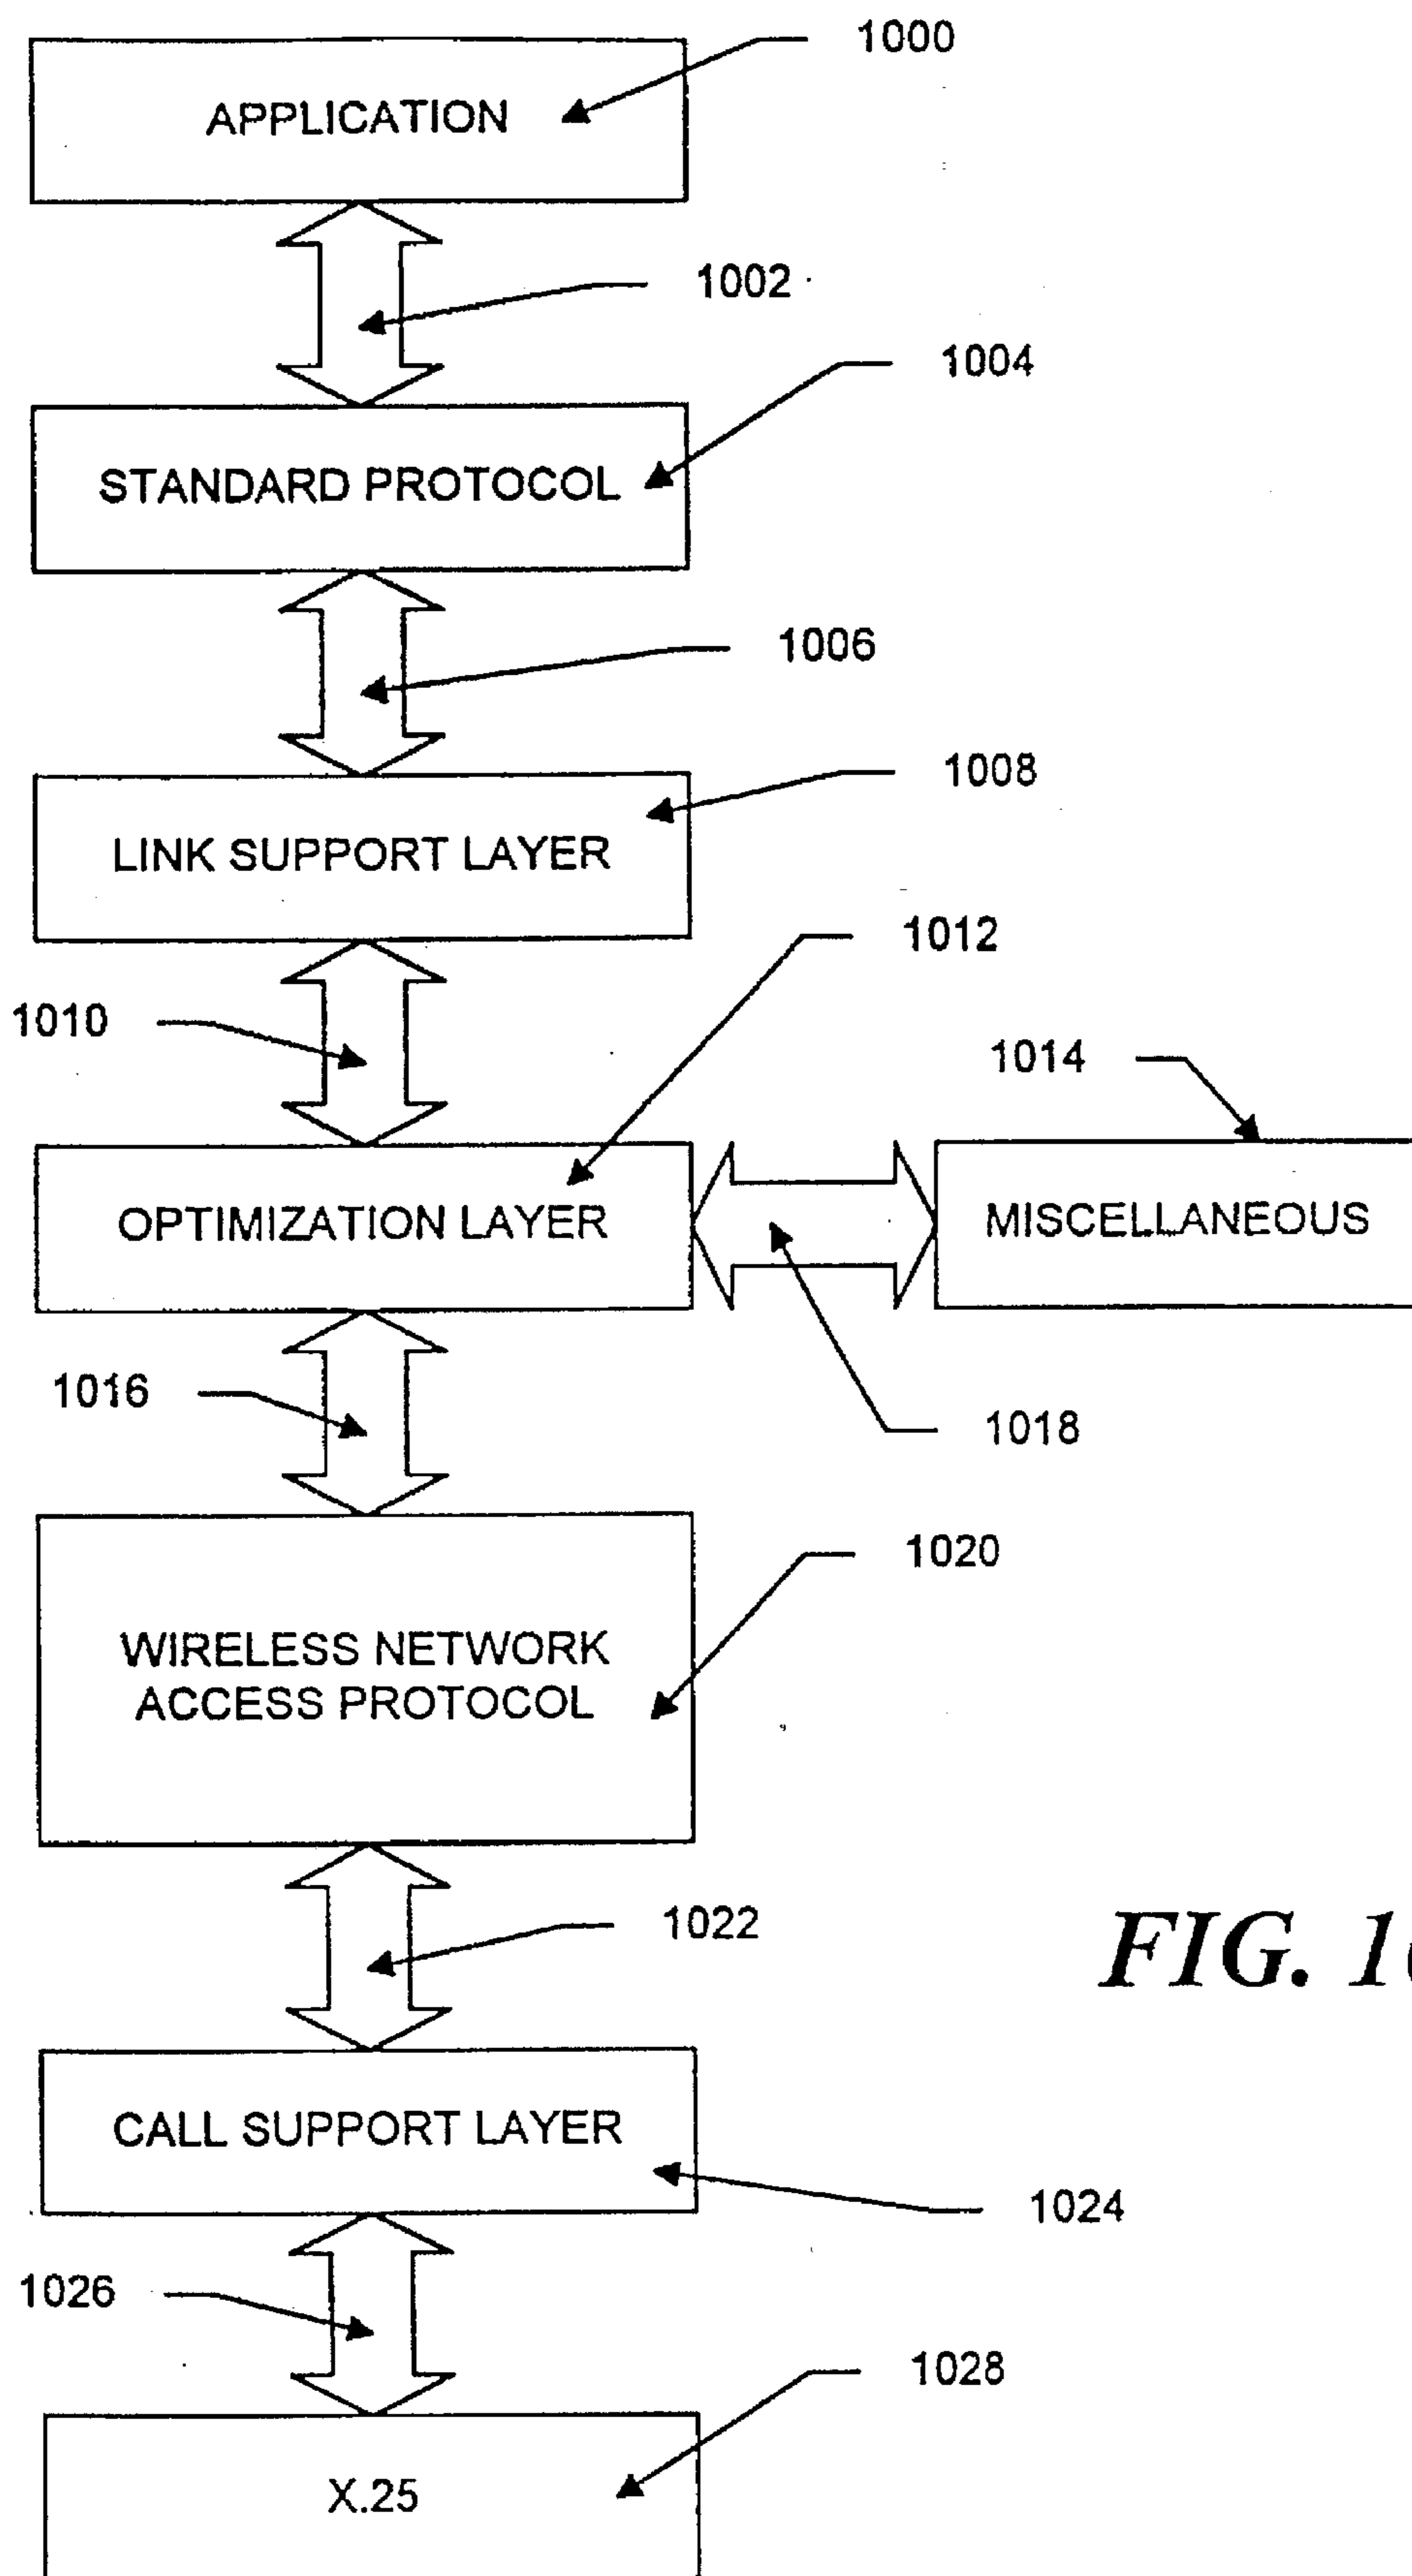 1000
APPLICATION
1002
1004
STANDARD PROTOCOL
1006
1008
LINK SUPPORT LAYER
1012
1010
1014
OPTIMIZATION LAYER
MISCELLANEOUS
1016
1018
1020
WIRELESS NETWORK
ACCESS PROTOCOL
1022
FIG.
CALL SUPPORT LAYER
1024
1026
1028
X.25